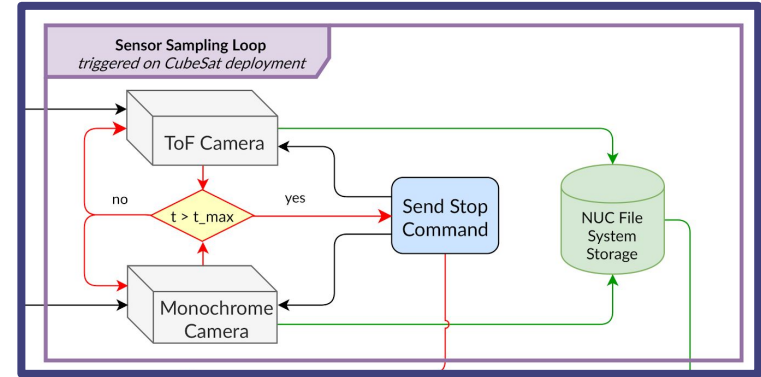 Sensor Sampling Loop
triggered on CubeSat deployment
ToF Camera
no
t > t_max
yes
Send Stop
Command
NUC File
System
Storage
Monochrome
Camera